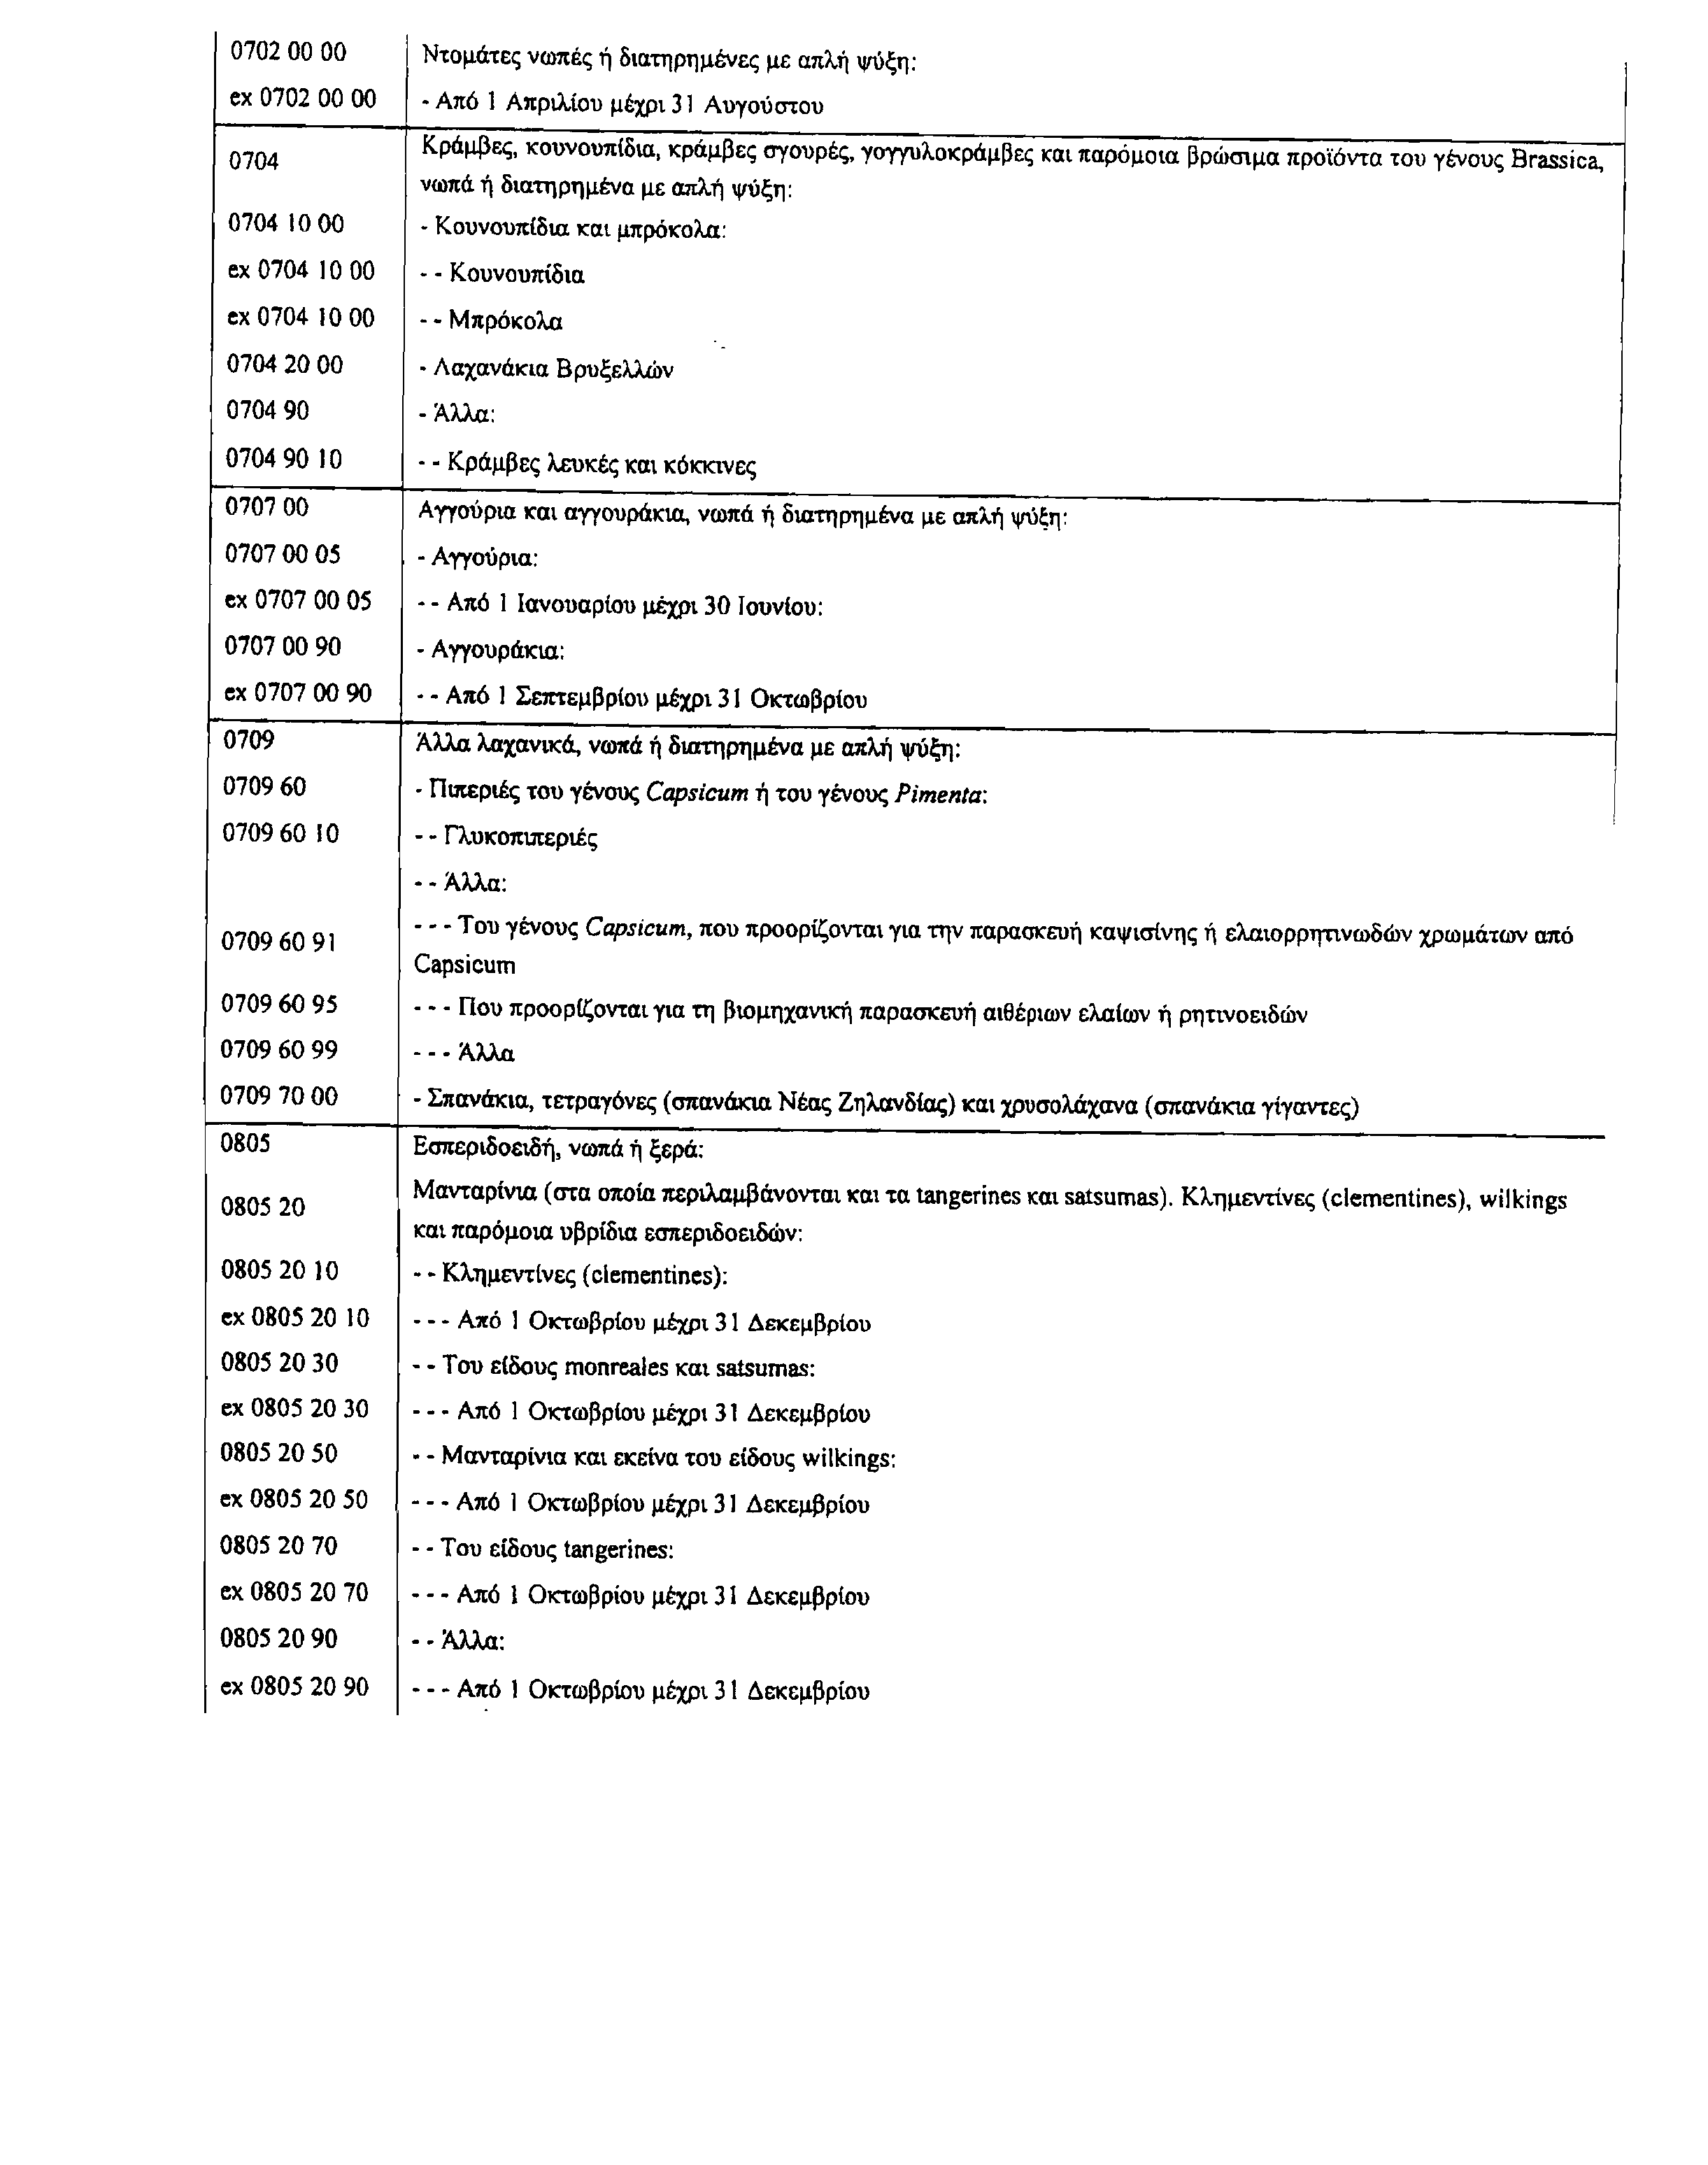 0702 00 00 Ντομάτες νωπές ή διατηρημένες με απλή ψύξη:
ex 0702 00 00 - Από 1 Απριλίου μέχρι 31 Αυγούστου
0704 Κράμβες, κουνουπίδια, κράμβες σγουρές, γογγυλοκράμβες και παρόμοια βρώσιμα προϊόντα του γένους Brassica,
νωπά ή διατηρημένα με απλή ψύξη:
0704 10 00 - Κουνουπίδια και μπρόκολα:
ex 0704 10 00 - - Κουνουπίδια
ex 0704 10 00 - - Μπρόκολα
0704 20 00 - Λαχανάκια Βρυξελλών
0704 90 - Άλλα:
0704 90 10 - - Κράμβες λευκές και κόκκινες
0707 00 Αγγούρια και αγγουράκια, νωπά ή διατηρημένα με απλή ψύξη:
0707 00 05 - Αγγούρια:
ex 0707 00 05 - - Από 1 Ιανουαρίου μέχρι 30 Ιουνίου:
0707 00 90 - Αγγουράκια:
ex 0707 00 90 - - Από 1 Σεπτεμβρίου μέχρι 31 Οκτωβρίου
0709 Άλλα λαχανικά, νωπά ή διατηρημένα με απλή ψύξη:
0709 60 - Πιπεριές του γένους Capsicum ή του γένους Pimenta:
0709 60 10 - - Γλυκοπιπεριές
- - Άλλα:
0709 60 91 - - - Του γένους Capsicum, που προορίζονται για την παρασκευή καψισίνης ή ελαιορρητινωδών χρωμάτων από
Capsicum
0709 60 95 - - - Που προορίζονται για τη βιομηχανική παρασκευή αιθέριων ελαίων ή ρητινοειδών
0709 60 99 - - - Άλλα
0709 70 00 - Σπανάκια, τετραγόνες (σπανάκια Νέας Ζηλανδίας) και χρυσολάχανα (σπανάκια γίγαντες)
0805 Εσπεριδοειδή, νωπά ή ξερά:
0805 20 Μανταρίνια (στα οποία περιλαμβάνονται και τα tangerines και satsumas). Κλημεντίνες (clementines), wilkings
και παρόμοια υβρίδια εσπεριδοειδών:
0805 20 10 - - Κλημεντίνες (clementines):
ex 0805 20 10 - - - Από 1 Οκτωβρίου μέχρι 31 Δεκεμβρίου
0805 20 30 - - Του είδους monreales και satsumas:
ex 0805 20 30 - - - Από 1 Οκτωβρίου μέχρι 31 Δεκεμβρίου
0805 20 50 - - Μανταρίνια και εκείνα του είδους wilkings:
ex 0805 20 50 - - - Από 1 Οκτωβρίου μέχρι 31 Δεκεμβρίου
0805 20 70 - - Του είδους tangerines:
ex 0805 20 70 - - - Από 1 Οκτωβρίου μέχρι 31 Δεκεμβρίου
0805 20 90 - - Άλλα:
ex 0805 20 90 - - - Από 1 Οκτωβρίου μέχρι 31 Δεκεμβρίου